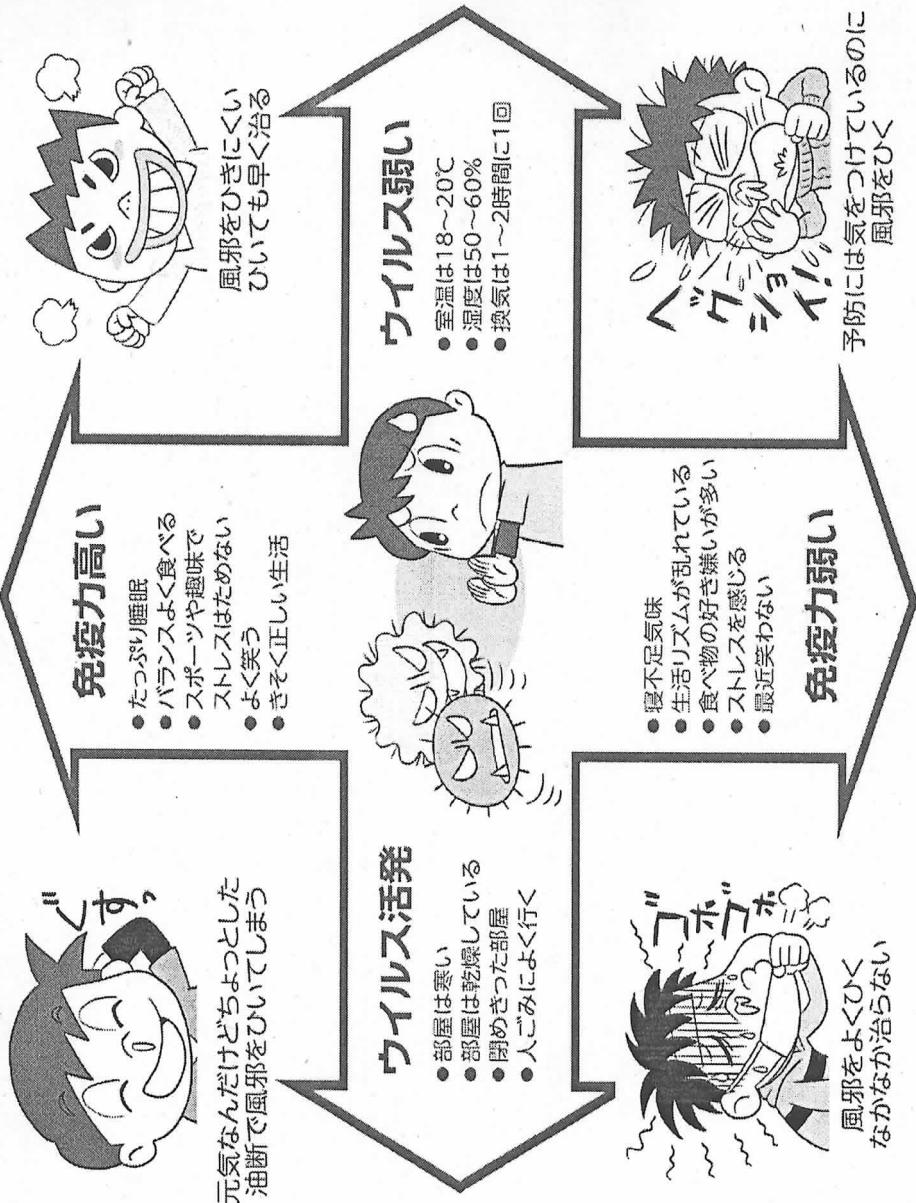 元気なんだけどちょっとした
油断で風邪をひいてしまう
ぐすっ
免疫力高い
●たっぷり睡眠
●バランスよく食べる
●スポーツや趣味で
ストレスはためない
●よく笑う
●きそく正しい生活
風邪をひきにくい
ひいても早く治る
ウイルス活発
●部屋は寒い
●部屋は乾燥している
●閉めきった部屋
●人ごみによく行く
ウイルス弱い
●室温は18~20℃
●湿度は50~60%
●換気は1~2時間に1回
ゴホゴホ
風邪をよくひく
なかなか治らない
●寝不足気味
●生活リズムが乱れている
●食べ物の好き嫌いが多い
●ストレスを感じる
●最近笑わない
免疫力弱い
ベクション!
予防には気をつけているのに
風邪をひく